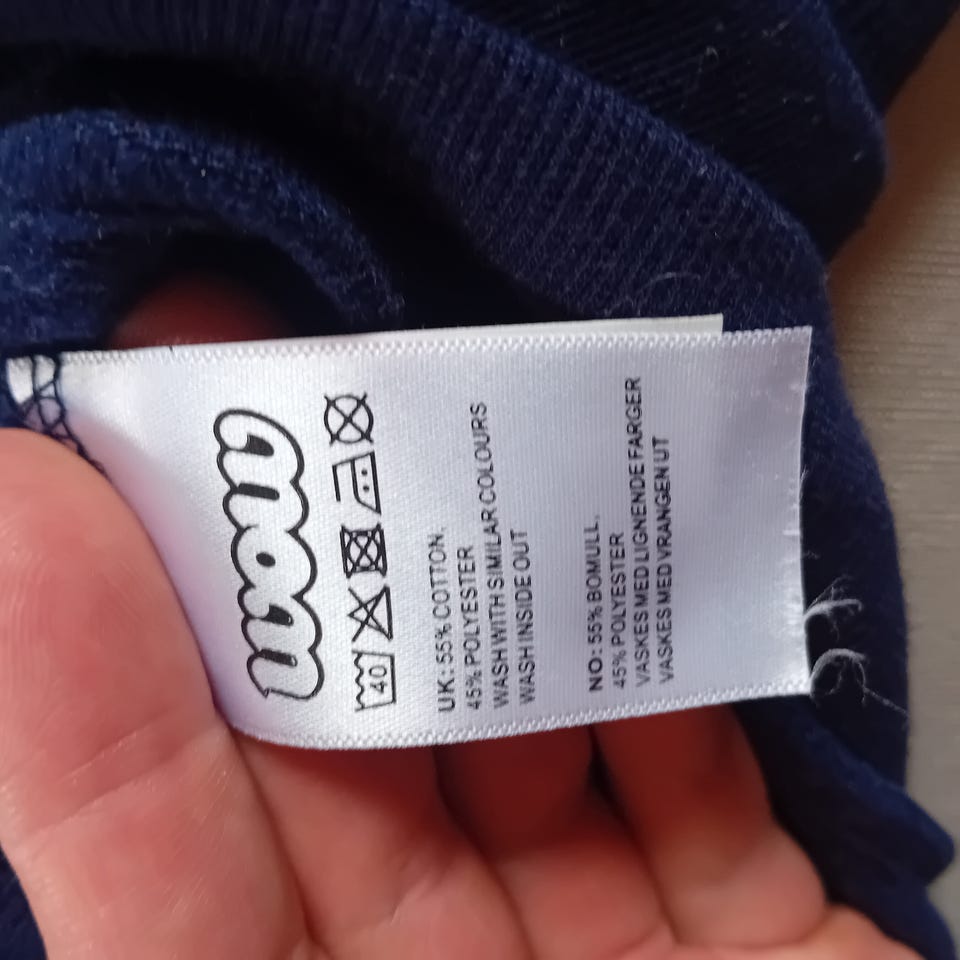 40
UK: 55% COTTON,
45% POLYESTER
WASH WITH SIMILAR COLOURS
WASH INSIDE OUT
NO: 55% BOMULL.
45% POLYESTER
VASKES MED LIGNENDE FARGER
VASKES MED VRANGEN UT